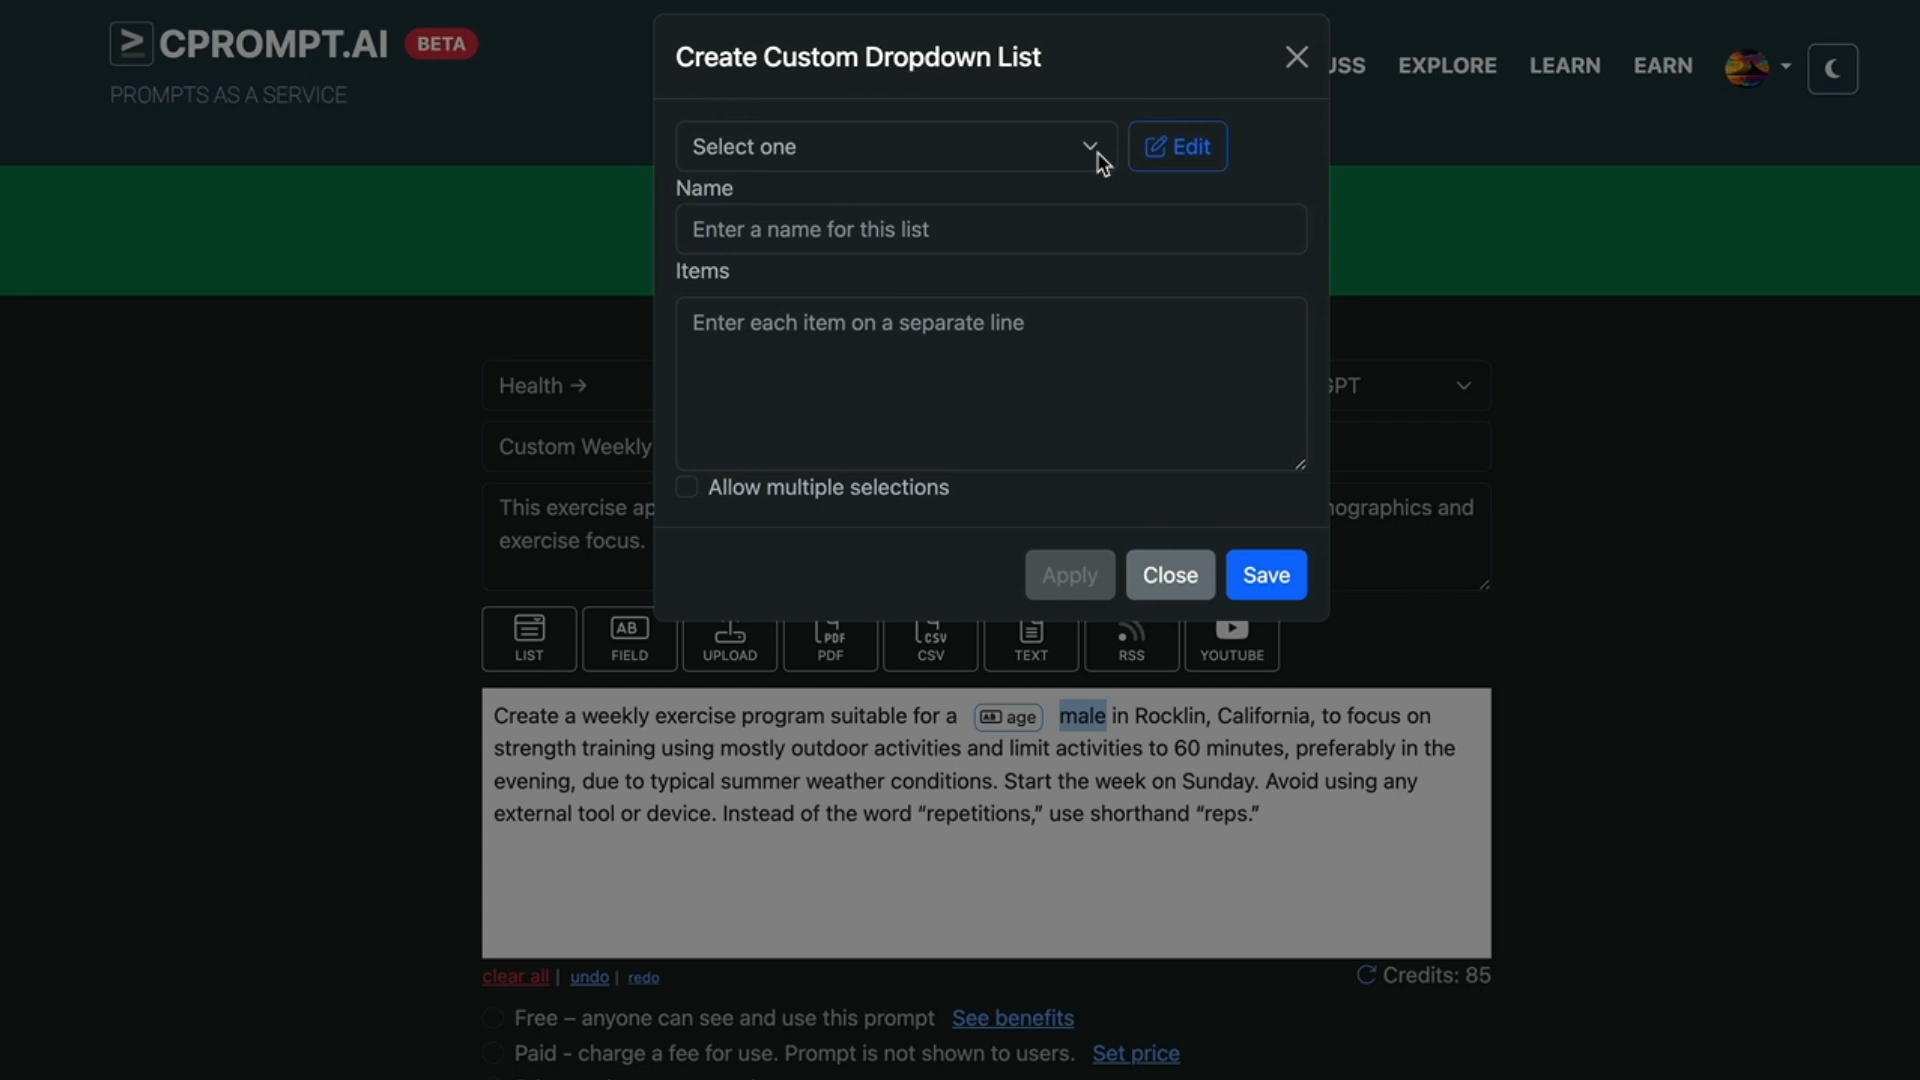 CPROMPT.AI BETA
PROMPTS AS A SERVICE
USS EXPLORE LEARN EARN
Create Custom Dropdown List
Select one
Edit
Name
Enter a name for this list
Items
Enter each item on a separate line
Allow multiple selections
Apply Close Save
Health →
GPT
Custom Weekly
This exercise ap
exercise focus.
nographics and
LIST
AB
FIELD
UPLOAD
PDF
PDF
CSV
CSV
TEXT
RSS
YOUTUBE
Create a weekly exercise program suitable for a AB age male in Rocklin, California, to focus on
strength training using mostly outdoor activities and limit activities to 60 minutes, preferably in the
evening, due to typical summer weather conditions. Start the week on Sunday. Avoid using any
external tool or device. Instead of the word “repetitions,” use shorthand “reps.”
clear all | undo | redo
Credits: 85
Free – anyone can see and use this prompt See benefits
Paid - charge a fee for use. Prompt is not shown to users. Set price